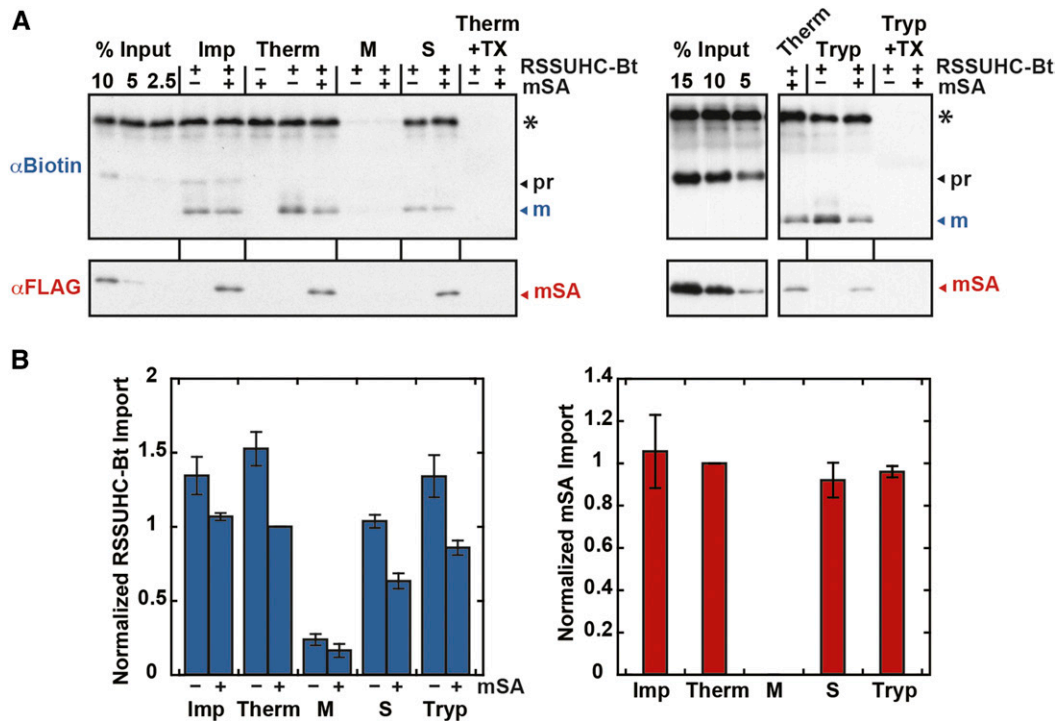 A
% Input Imp Therm M S Therm +TX
10 5 2.5 + + − + + + + + + + + RSSUHC-Bt
− + + − + − + − + − + mSA
αBiotin
*
pr
m
αFLAG
mSA
% Input Therm Tryp Tryp +TX
15 10 5 + + + + + RSSUHC-Bt
+ − + − + mSA
*
pr
m
mSA
B
Normalized RSSUHC-Bt Import
2
1.5
1
0.5
0
− + − + − + − + − + mSA
Imp Therm M S Tryp
Normalized mSA Import
1.4
1.2
1
0.8
0.6
0.4
0.2
0
Imp Therm M S Tryp